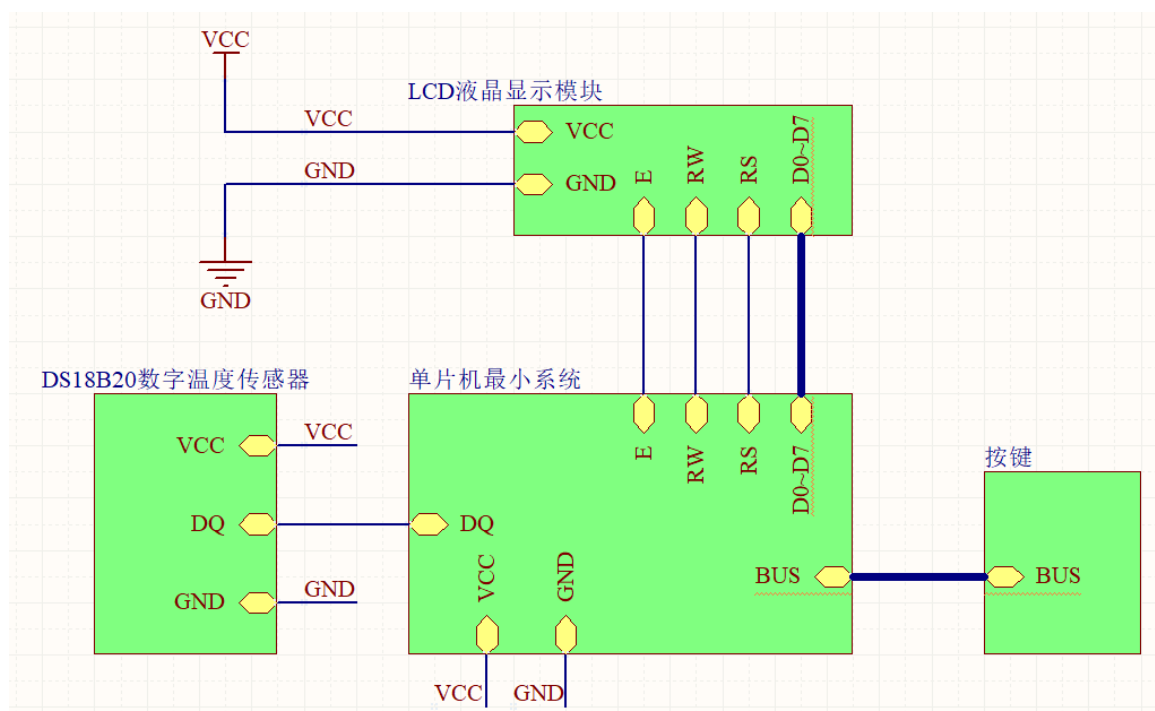 VCC
LCD液晶显示模块
VCC
VCC
GND
GND
E
RW
RS
D0~D7
GND
DS18B20数字温度传感器
单片机最小系统
VCC
VCC
E
RW
RS
D0~D7
按键
DQ
DQ
VCC
GND
BUS
BUS
GND
GND
VCC
GND